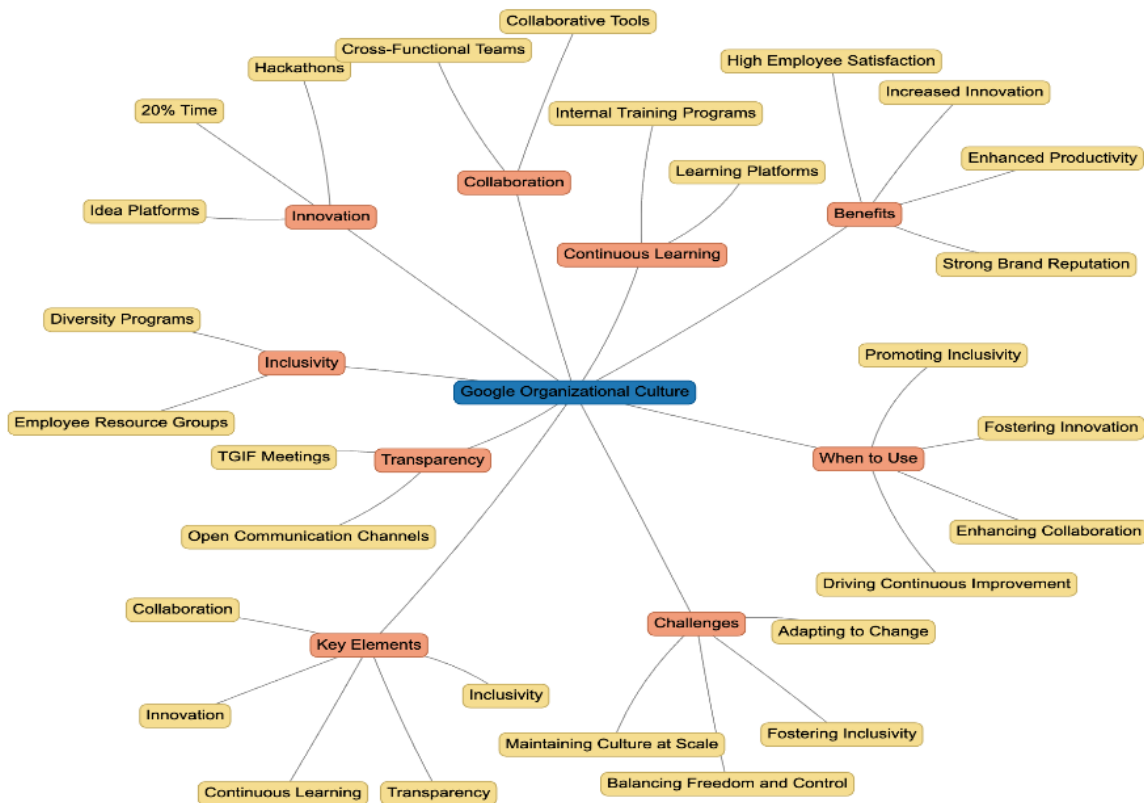 Collaborative Tools
Cross-Functional Teams
Hackathons
High Employee Satisfaction
Increased Innovation
20% Time
Internal Training Programs
Enhanced Productivity
Learning Platforms
Collaboration
Idea Platforms
Innovation
Benefits
Continuous Learning
Strong Brand Reputation
Diversity Programs
Inclusivity
Promoting Inclusivity
Google Organizational Culture
Employee Resource Groups
Fostering Innovation
TGIF Meetings
Transparency
When to Use
Open Communication Channels
Enhancing Collaboration
Driving Continuous Improvement
Collaboration
Key Elements
Challenges
Adapting to Change
Inclusivity
Innovation
Fostering Inclusivity
Maintaining Culture at Scale
Balancing Freedom and Control
Continuous Learning
Transparency